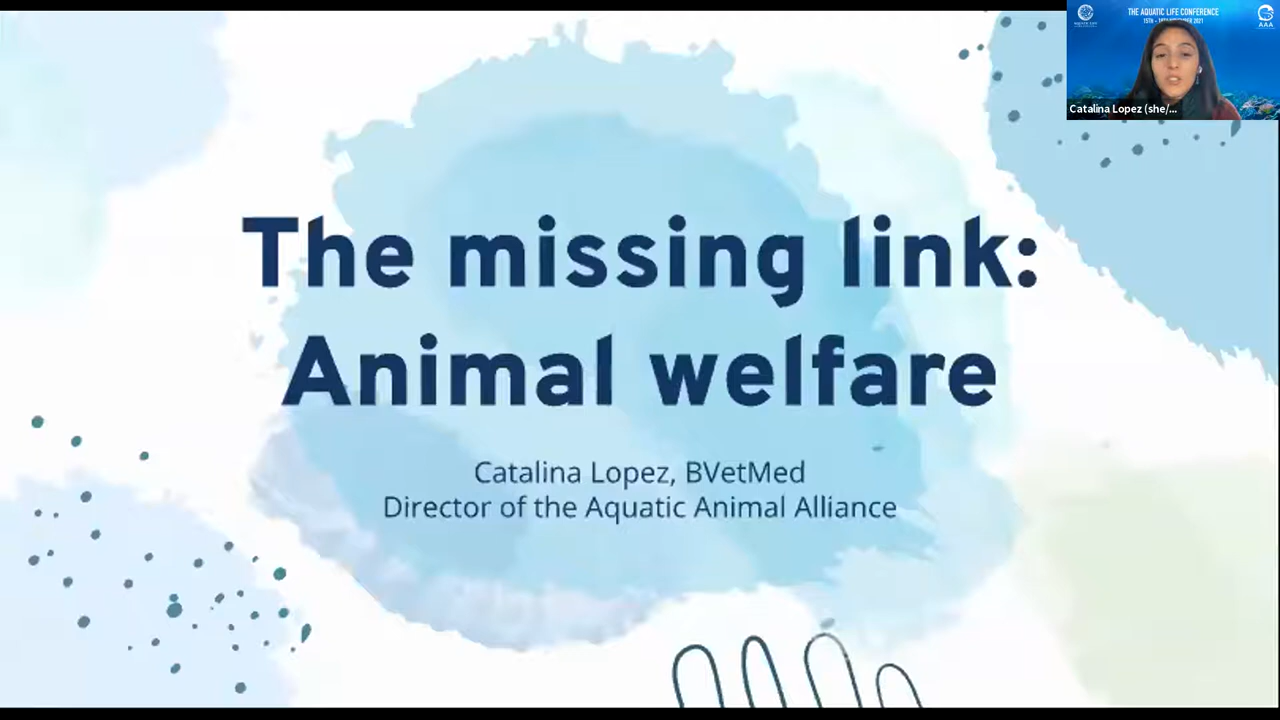 THE AQUATIC LIFE CONFERENCE
AAA
Catalina Lopez (she/...
The missing link:
Animal welfare
Catalina Lopez, BVetMed
Director of the Aquatic Animal Alliance